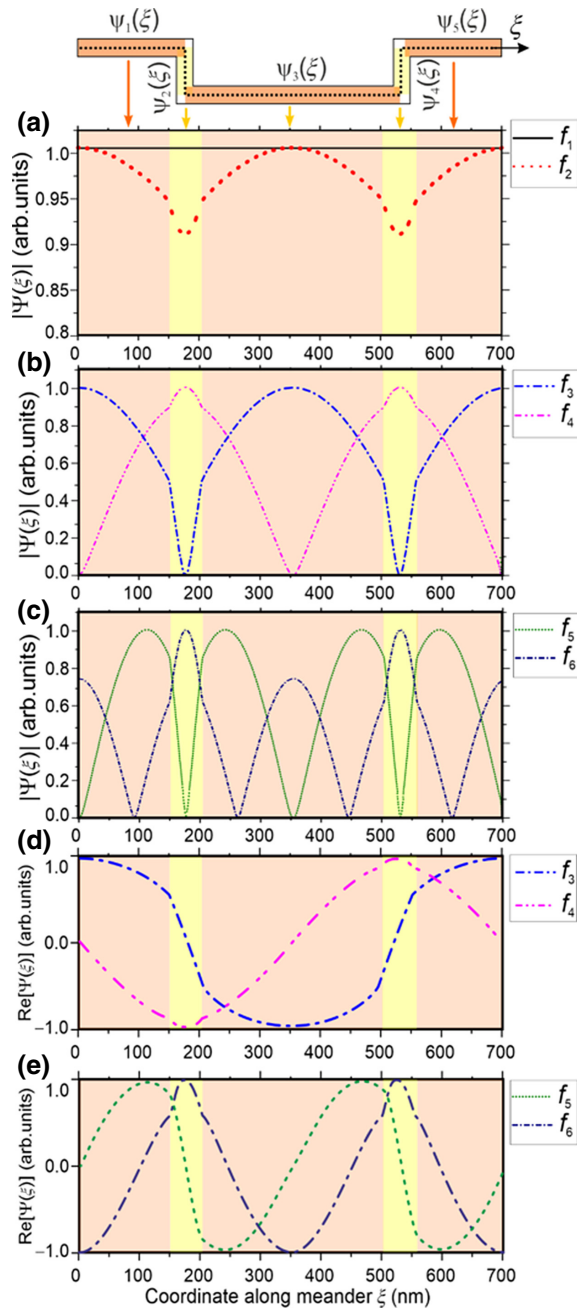 ψ₁(ξ) ψ₅(ξ) ξ
ψ₂(ξ) ψ₃(ξ) ψ₄(ξ)
(a)
|Ψ(ξ)| (arb.units)
1.0
0.95
0.9
0.85
0.8
0 100 200 300 400 500 600 700
f₁
f₂
(b)
|Ψ(ξ)| (arb.units)
1.0
0.8
0.6
0.4
0.2
0.0
0 100 200 300 400 500 600 700
f₃
f₄
(c)
|Ψ(ξ)| (arb.units)
1.0
0.8
0.6
0.4
0.2
0.0
0 100 200 300 400 500 600 700
f₅
f₆
(d)
Re[Ψ(ξ)] (arb.units)
1.0
0.0
−1.0
0 100 200 300 400 500 600 700
f₃
f₄
(e)
Re[Ψ(ξ)] (arb.units)
1.0
0.0
−1.0
0 100 200 300 400 500 600 700
f₅
f₆
Coordinate along meander ξ (nm)